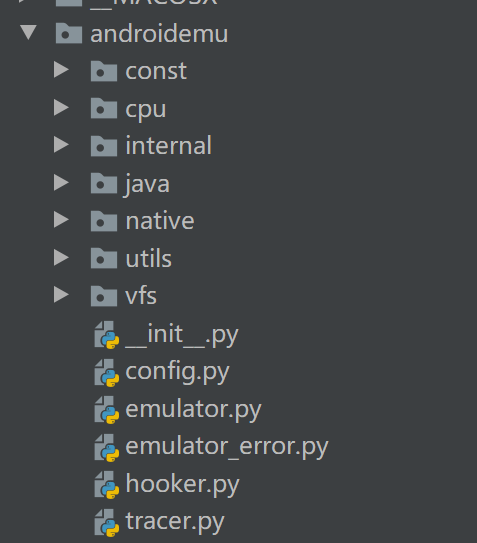 __MACOSX
androidemu
const
cpu
internal
java
native
utils
vfs
__init__.py
config.py
emulator.py
emulator_error.py
hooker.py
tracer.py